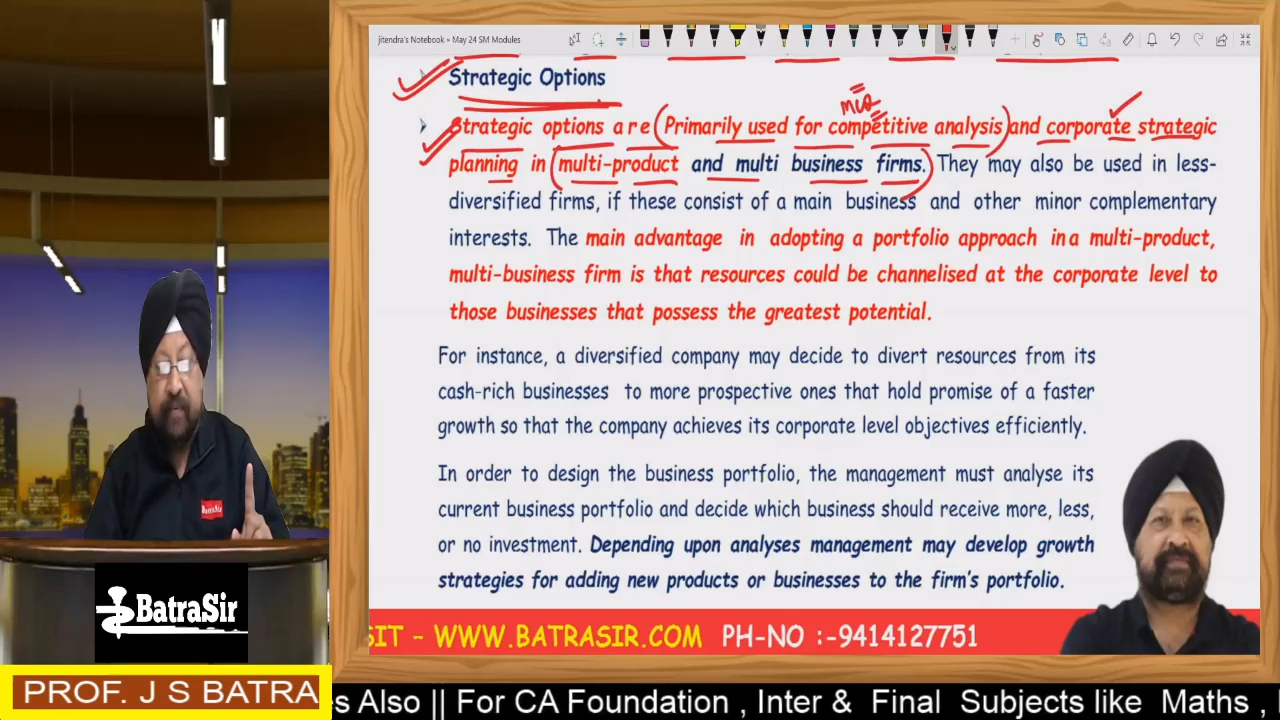 jitendra's Notebook » May 24 SM Modules
Strategic Options
MCQ
Strategic options are (Primarily used for competitive analysis) and corporate strategic
planning in (multi-product and multi business firms.) They may also be used in less-
diversified firms, if these consist of a main business and other minor complementary
interests. The main advantage in adopting a portfolio approach in a multi-product,
multi-business firm is that resources could be channelised at the corporate level to
those businesses that possess the greatest potential.
For instance, a diversified company may decide to divert resources from its
cash-rich businesses to more prospective ones that hold promise of a faster
growth so that the company achieves its corporate level objectives efficiently.
In order to design the business portfolio, the management must analyse its
current business portfolio and decide which business should receive more, less,
or no investment. Depending upon analyses management may develop growth
strategies for adding new products or businesses to the firm's portfolio.
BatraSir
BatraSir
SIT - WWW.BATRASIR.COM PH-NO :-9414127751
PROF. J S BATRA
es Also || For CA Foundation , Inter & Final Subjects like Maths ,